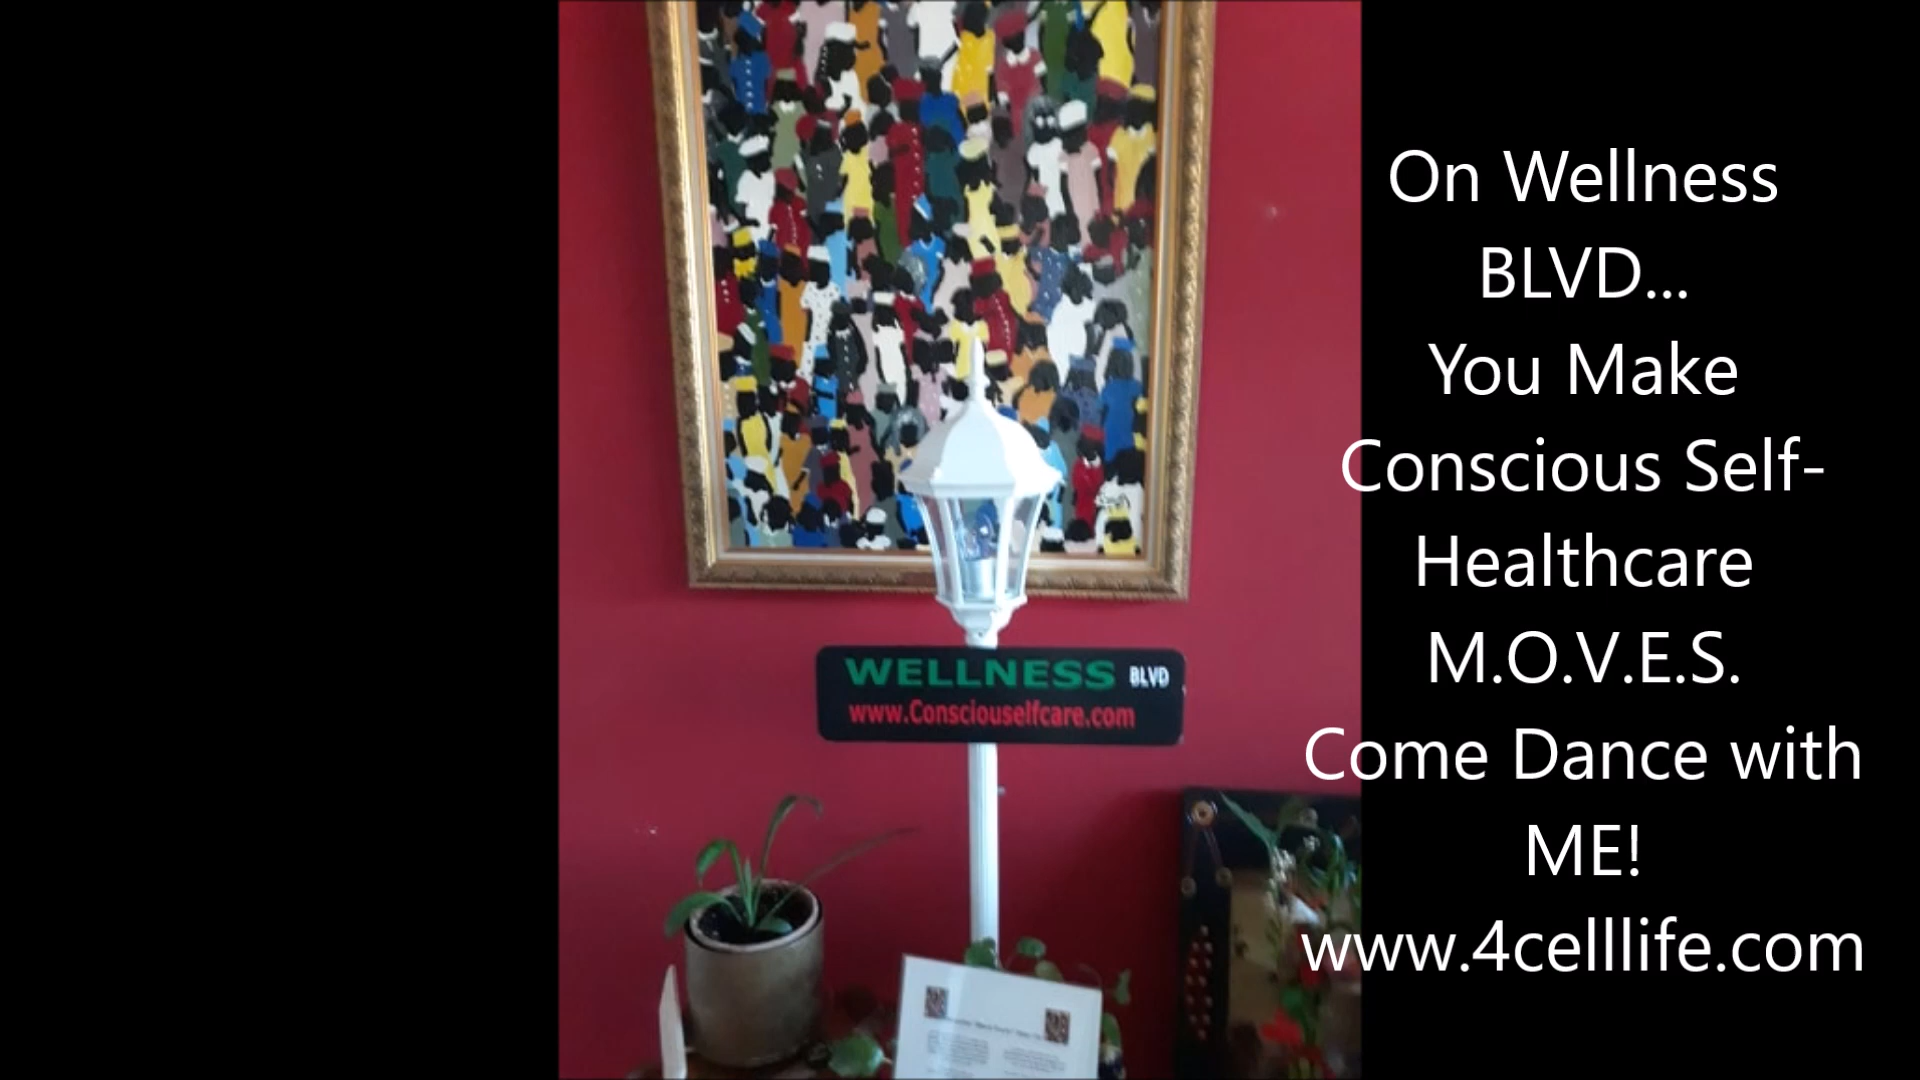 On Wellness
BLVD...
You Make
Conscious Self-
Healthcare
M.O.V.E.S.
Come Dance with
ME!
www.4celllife.com
WELLNESS BLVD
www.Consciouselfcare.com